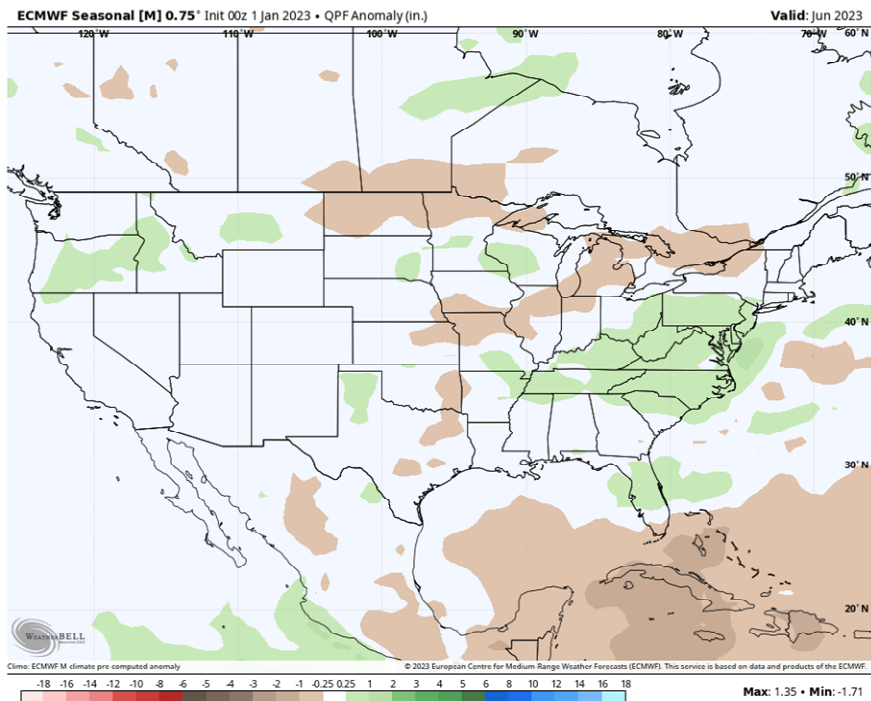 ECMWF Seasonal [M] 0.75° Init 00z 1 Jan 2023 • QPF Anomaly (in.) Valid: Jun 2023
120°W 110°W 100°W 90°W 80°W 70°W 60°N
50°N
40°N
30°N
20°N
WEATHERBELL
Climo: ECMWF M climate pre computed anomaly © 2023 European Centre for Medium Range Weather Forecasts (ECMWF). This service is based on data and products of the ECMWF.
-18 -16 -14 -12 -10 -8 -6 -5 -4 -3 -2 -1 -0.25 0.25 1 2 3 4 5 6 8 10 12 14 16 18
Max: 1.35 • Min: -1.71